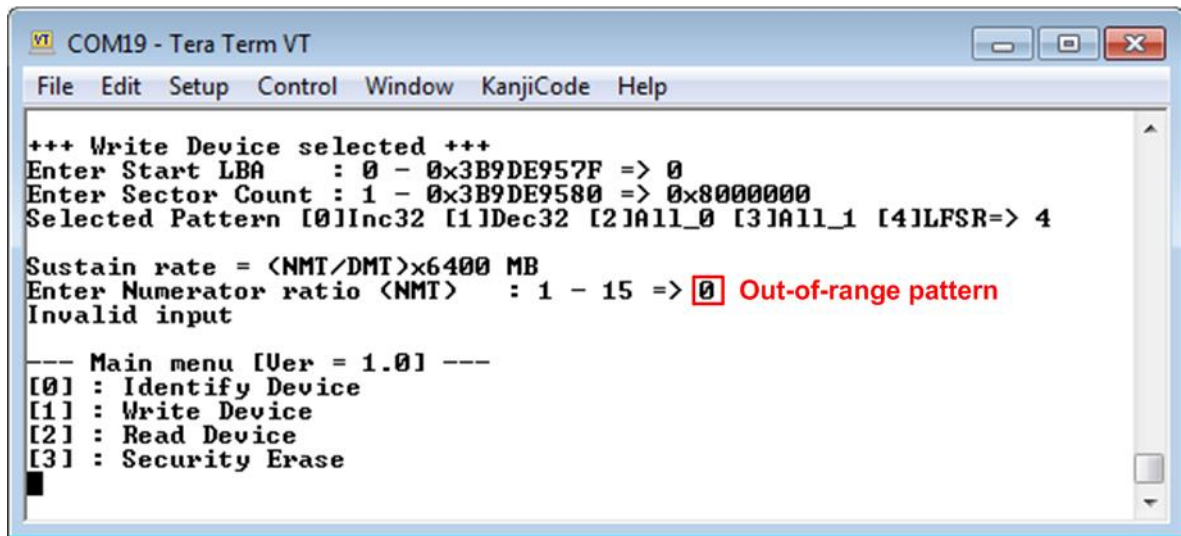 COM19 - Tera Term VT
File Edit Setup Control Window KanjiCode Help
+++ Write Device selected +++
Enter Start LBA : 0 - 0x3B9DE957F => 0
Enter Sector Count : 1 - 0x3B9DE9580 => 0x8000000
Selected Pattern [0]Inc32 [1]Dec32 [2]All_0 [3]All_1 [4]LFSR=> 4
Sustain rate = (NMT/DMT)x6400 MB
Enter Numerator ratio (NMT) : 1 - 15 => 0 Out-of-range pattern
Invalid input
--- Main menu [Ver = 1.0] ---
[0] : Identify Device
[1] : Write Device
[2] : Read Device
[3] : Security Erase